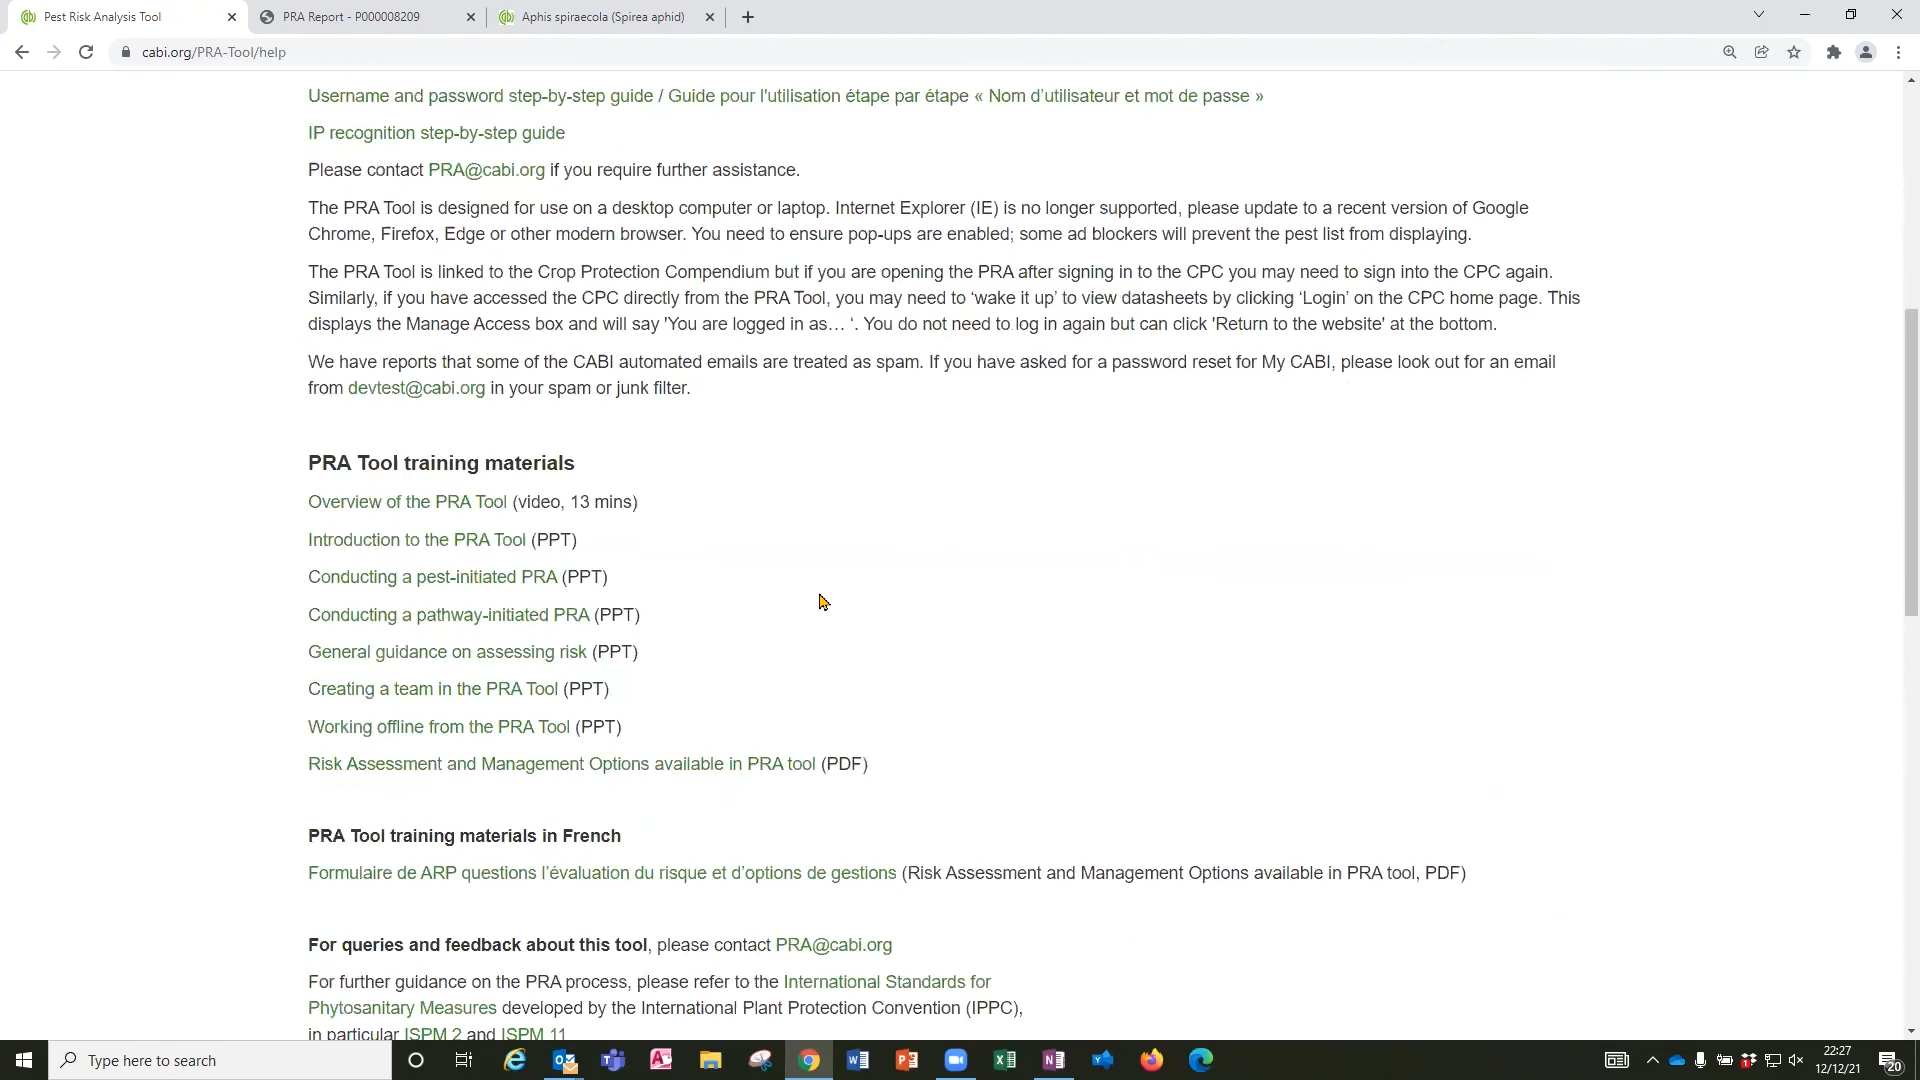 Pest Risk Analysis Tool
PRA Report - P000008209
Aphis spiraecola (Spirea aphid)
cabi.org/PRA-Tool/help
Username and password step-by-step guide / Guide pour l'utilisation étape par étape « Nom d’utilisateur et mot de passe »
IP recognition step-by-step guide
Please contact PRA@cabi.org if you require further assistance.
The PRA Tool is designed for use on a desktop computer or laptop. Internet Explorer (IE) is no longer supported, please update to a recent version of Google
Chrome, Firefox, Edge or other modern browser. You need to ensure pop-ups are enabled; some ad blockers will prevent the pest list from displaying.
The PRA Tool is linked to the Crop Protection Compendium but if you are opening the PRA after signing in to the CPC you may need to sign into the CPC again.
Similarly, if you have accessed the CPC directly from the PRA Tool, you may need to ‘wake it up’ to view datasheets by clicking ‘Login’ on the CPC home page. This
displays the Manage Access box and will say 'You are logged in as… ‘. You do not need to log in again but can click 'Return to the website' at the bottom.
We have reports that some of the CABI automated emails are treated as spam. If you have asked for a password reset for My CABI, please look out for an email
from devtest@cabi.org in your spam or junk filter.
PRA Tool training materials
Overview of the PRA Tool (video, 13 mins)
Introduction to the PRA Tool (PPT)
Conducting a pest-initiated PRA (PPT)
Conducting a pathway-initiated PRA (PPT)
General guidance on assessing risk (PPT)
Creating a team in the PRA Tool (PPT)
Working offline from the PRA Tool (PPT)
Risk Assessment and Management Options available in PRA tool (PDF)
PRA Tool training materials in French
Formulaire de ARP questions l’évaluation du risque et d’options de gestions (Risk Assessment and Management Options available in PRA tool, PDF)
For queries and feedback about this tool, please contact PRA@cabi.org
For further guidance on the PRA process, please refer to the International Standards for
Phytosanitary Measures developed by the International Plant Protection Convention (IPPC),
in particular ISPM 2 and ISPM 11
Type here to search
22:27
12/12/21
20